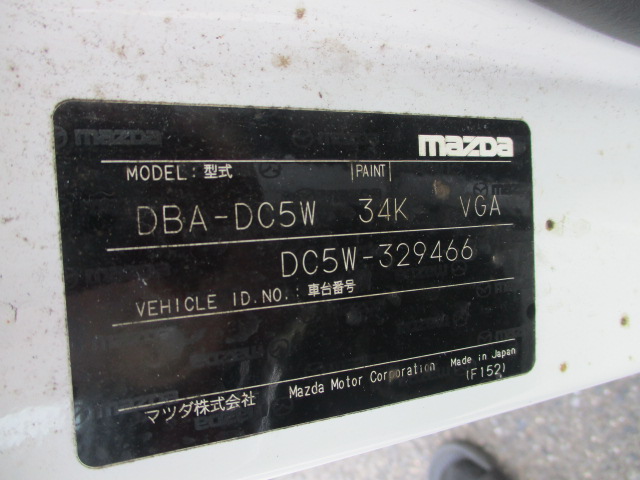 mazda
mazda
MODEL:型式 |PAINT|
DBA-DC5W 34K VGA
DC5W-329466
VEHICLE ID.NO.:車台番号
マツダ株式会社 Mazda Motor Corporation Made in Japan
(F152)